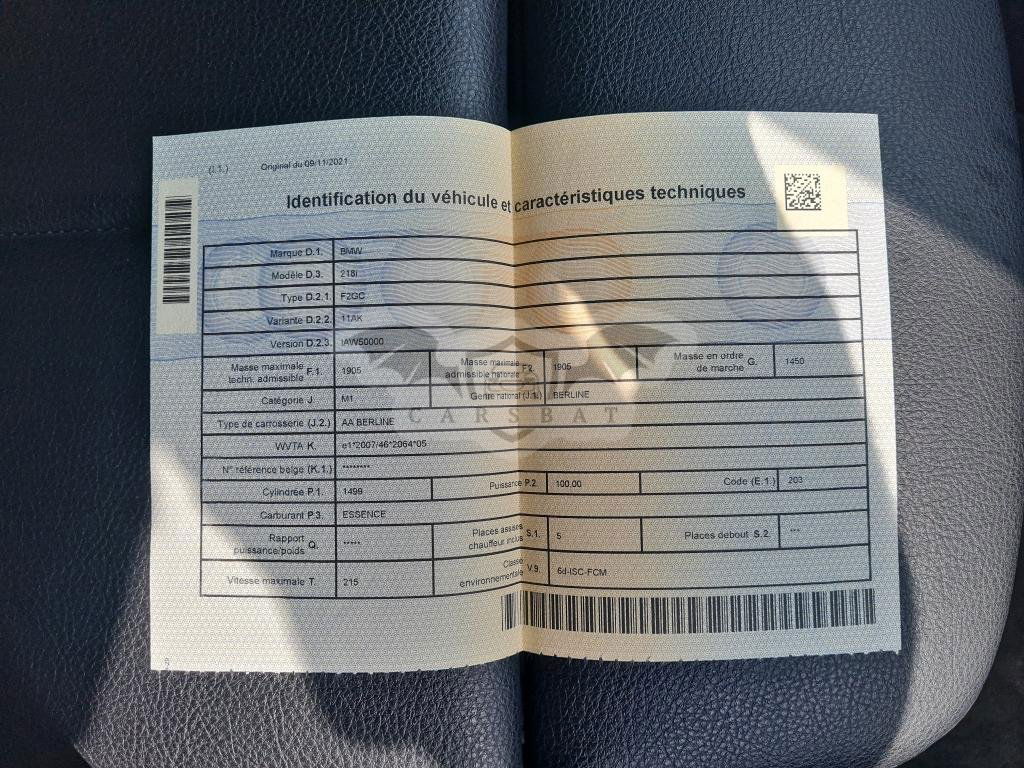 (J.1.) Original du 09/11/2021
Identification du véhicule et caractéristiques techniques
Marque D.1. BMW
Modèle D.3. 218i
Type D.2.1. F2GC
Variante D.2.2. 11AK
Version D.2.3. IAW50000
Masse maximale techn. admissible F.1. 1905 Masse maximale admissible nationale F2. 1905 Masse en ordre de marche G. 1450
Catégorie J. M1 Genre national (J.1.) BERLINE
Type de carrosserie (J.2.) AA BERLINE
CARSBAT
WVTA K. e1*2007/46*2064*05
N° référence belge (K.1.) ********
Cylindrée P.1. 1499 Puissance P.2. 100,00 Code (E.1.) 203
Carburant P.3. ESSENCE
Rapport puissance/poids Q. ***** Places assises chauffeur inclus S.1. 5 Places debout S.2. ***
Vitesse maximale T. 215 Classe environnementale V.9. 6d-ISC-FCM